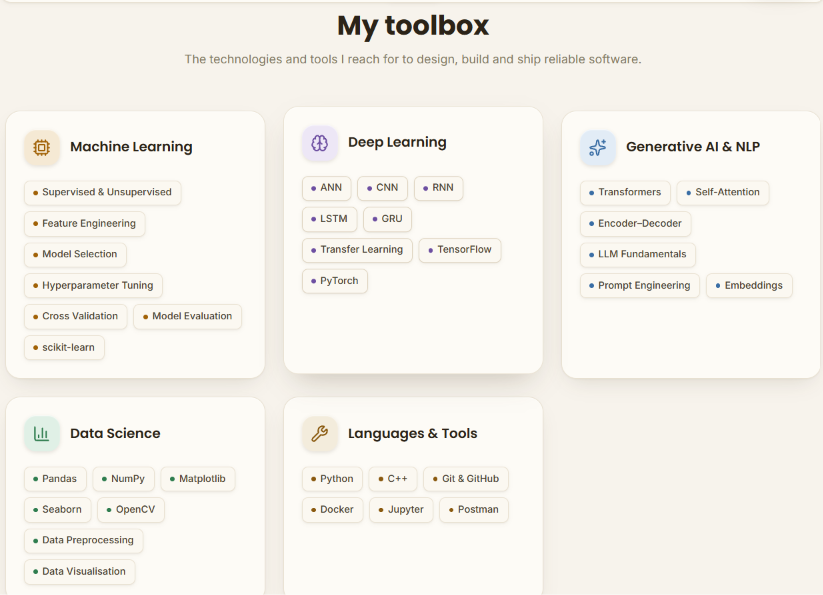 My toolbox
The technologies and tools I reach for to design, build and ship reliable software.
Machine Learning
Supervised & Unsupervised
Feature Engineering
Model Selection
Hyperparameter Tuning
Cross Validation Model Evaluation
scikit-learn
Deep Learning
ANN CNN RNN
LSTM GRU
Transfer Learning TensorFlow
PyTorch
Generative AI & NLP
Transformers Self-Attention
Encoder–Decoder
LLM Fundamentals
Prompt Engineering Embeddings
Data Science
Pandas NumPy Matplotlib
Seaborn OpenCV
Data Preprocessing
Data Visualisation
Languages & Tools
Python C++ Git & GitHub
Docker Jupyter Postman